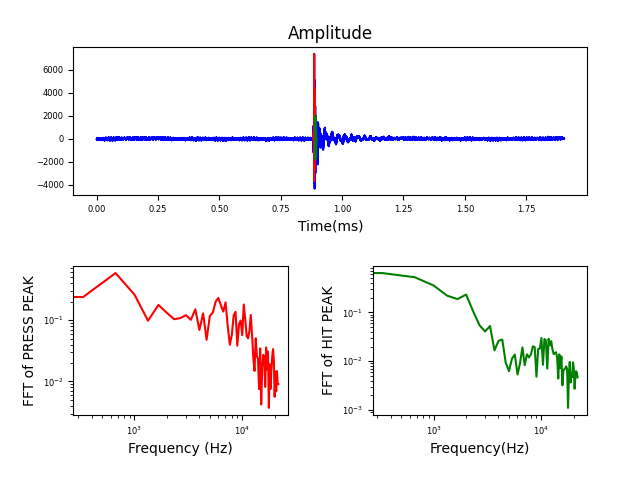 Amplitude
6000
4000
2000
0
−2000
−4000
0.00 0.25 0.50 0.75 1.00 1.25 1.50 1.75
Time(ms)
FFT of PRESS PEAK
10⁻¹
10⁻²
10³ 10⁴
Frequency (Hz)
FFT of HIT PEAK
10⁻¹
10⁻²
10⁻³
10³ 10⁴
Frequency(Hz)